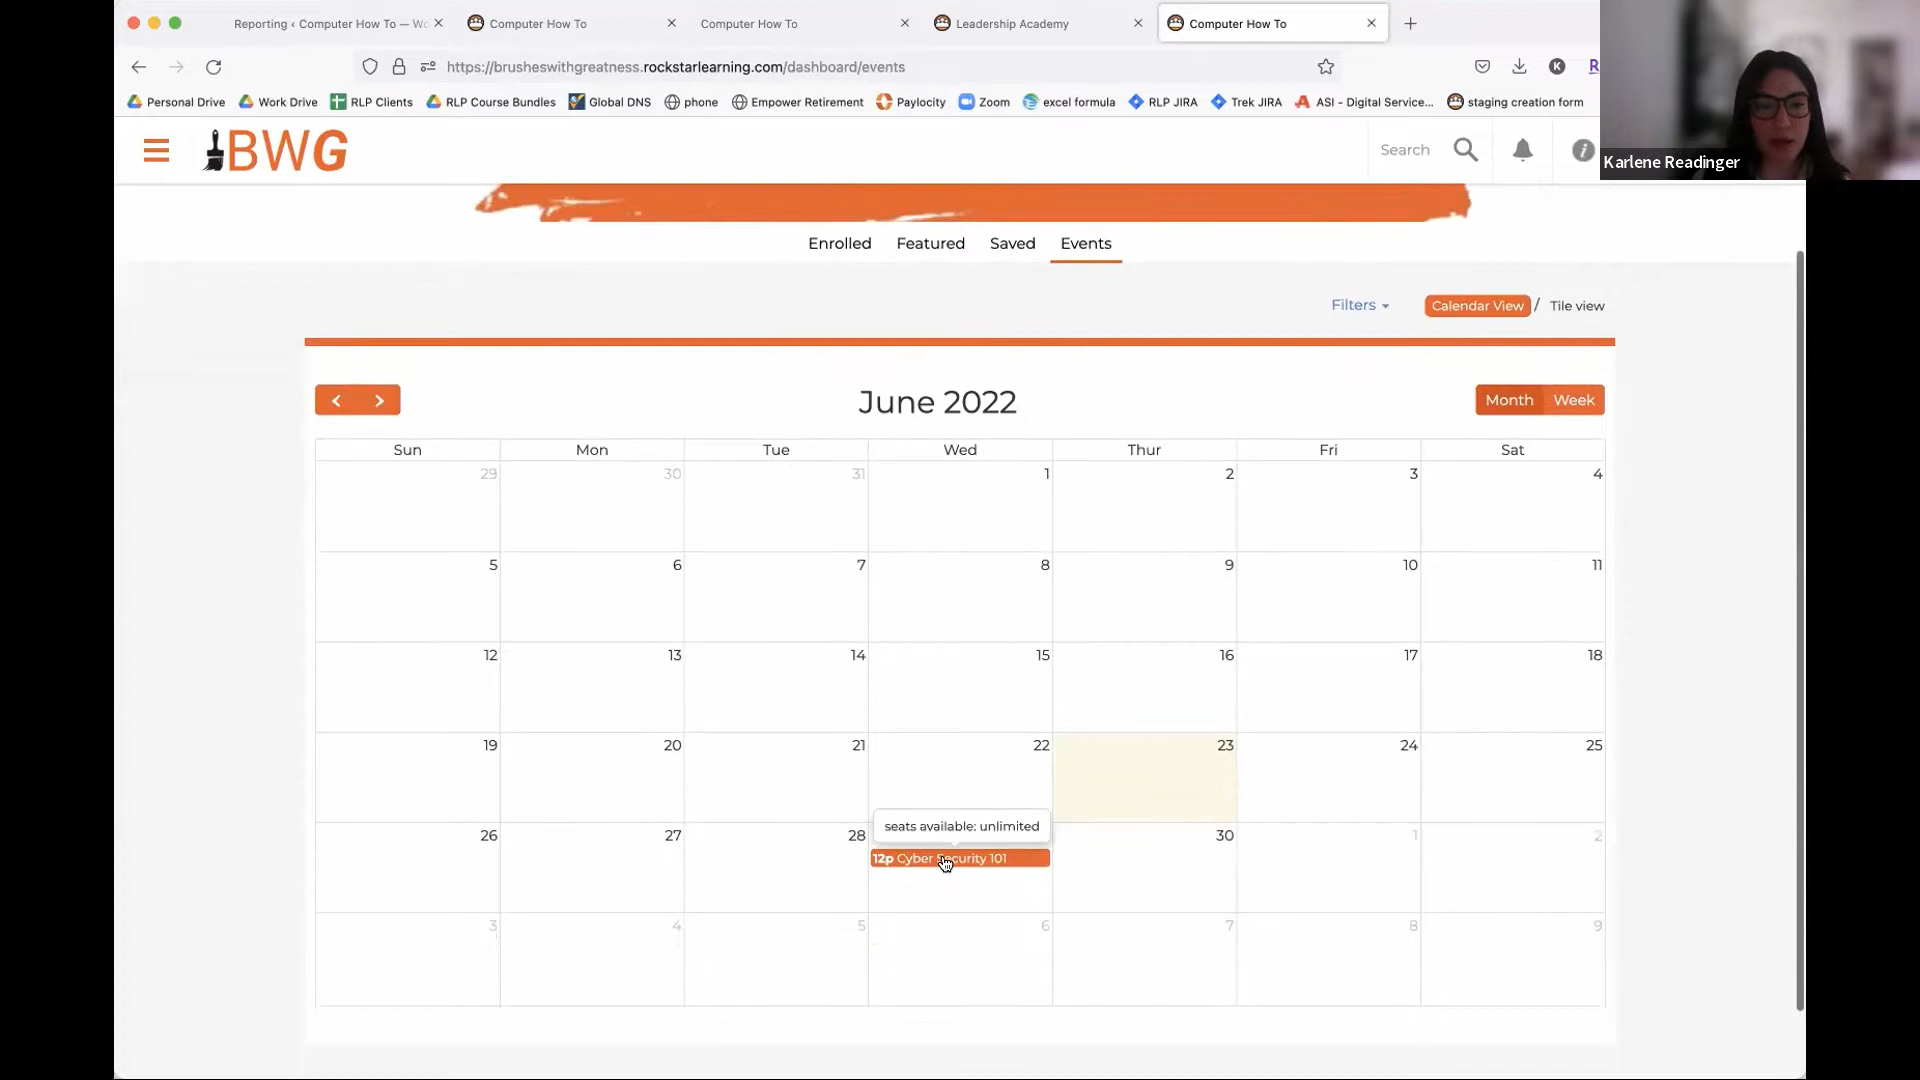 Reporting ‹ Computer How To — Wo
Computer How To
Computer How To
Leadership Academy
Computer How To
https://brusheswithgreatness.rockstarlearning.com/dashboard/events
K
R
Personal Drive
Work Drive
RLP Clients
RLP Course Bundles
Global DNS
phone
Empower Retirement
Paylocity
Zoom
excel formula
RLP JIRA
Trek JIRA
ASI - Digital Service...
staging creation form
BWG
Search
Karlene Readinger
Enrolled
Featured
Saved
Events
Filters
Calendar View / Tile view
June 2022
Month
Week
Sun Mon Tue Wed Thur Fri Sat
29 30 31 1 2 3 4
5 6 7 8 9 10 11
12 13 14 15 16 17 18
19 20 21 22 23 24 25
seats available: unlimited
26 27 28 30 1 2
12p Cyber Security 101
3 4 5 6 7 8 9